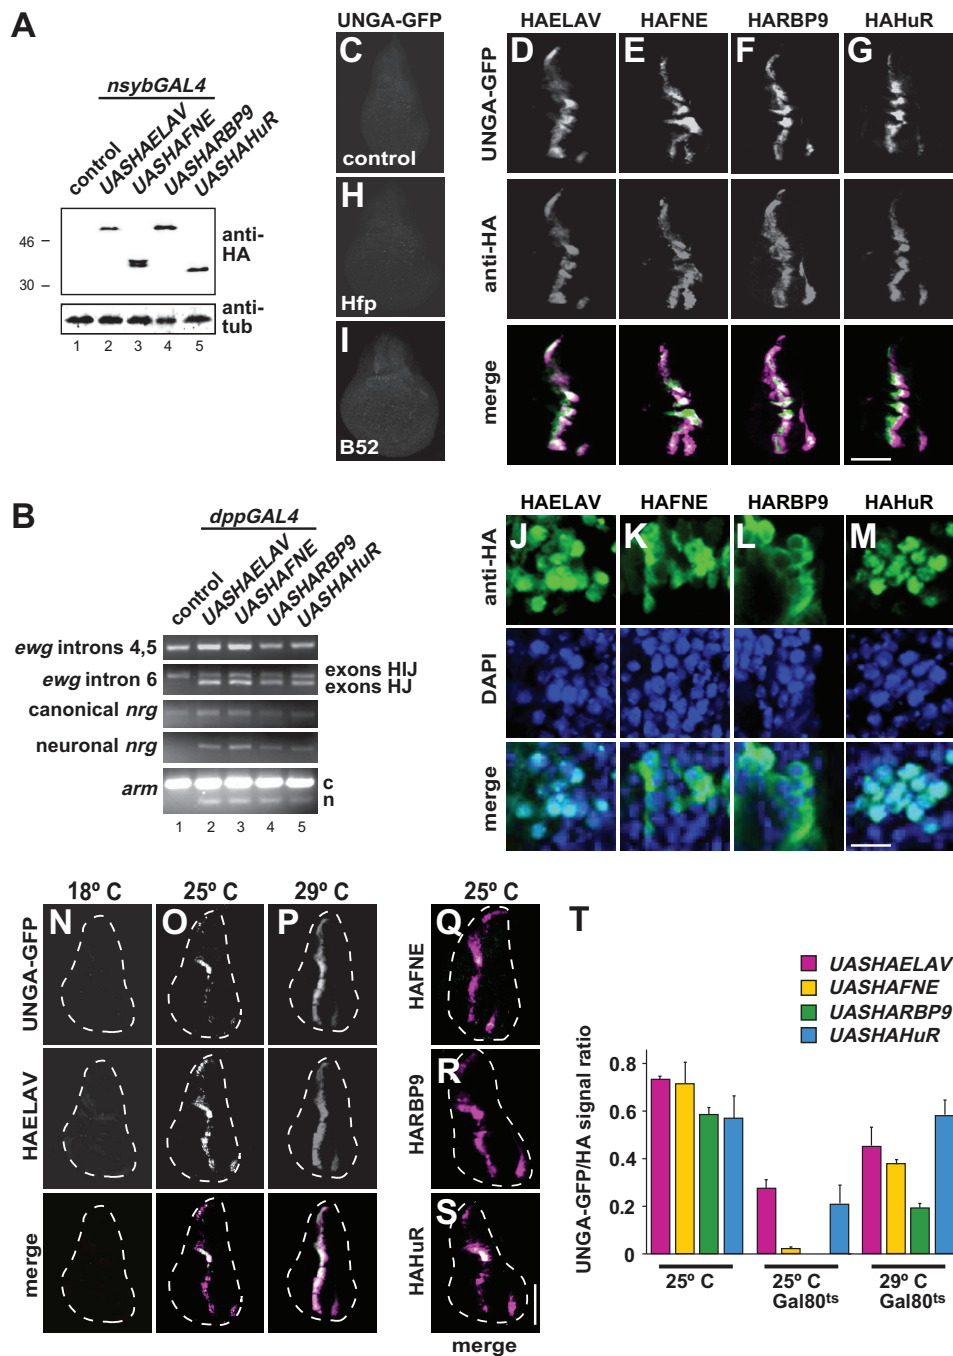 A
nsybGAL4
control
UASHAELAV
UASHAFNE
UASHARBP9
UASHAHuR
46
30
anti-
HA
anti-
tub
1 2 3 4 5
UNGA-GFP
C
control
H
Hfp
I
B52
HAELAV HAFNE HARBP9 HAHuR
UNGA-GFP
D E F G
anti-HA
merge
B
dppGAL4
control
UASHAELAV
UASHAFNE
UASHARBP9
UASHAHuR
ewg introns 4,5
ewg intron 6
exons HIJ
exons HJ
canonical nrg
neuronal nrg
arm
c
n
1 2 3 4 5
HAELAV HAFNE HARBP9 HAHuR
anti-HA
J K L M
DAPI
merge
18º C 25º C 29º C
UNGA-GFP
N O P
HAELAV
merge
25º C
HAFNE
Q
HARBP9
R
HAHuR
S
merge
T
UASHAELAV
UASHAFNE
UASHARBP9
UASHAHuR
UNGA-GFP/HA signal ratio
0.8
0.6
0.4
0.2
0
25º C 25º C 29º C
Gal80ts Gal80ts